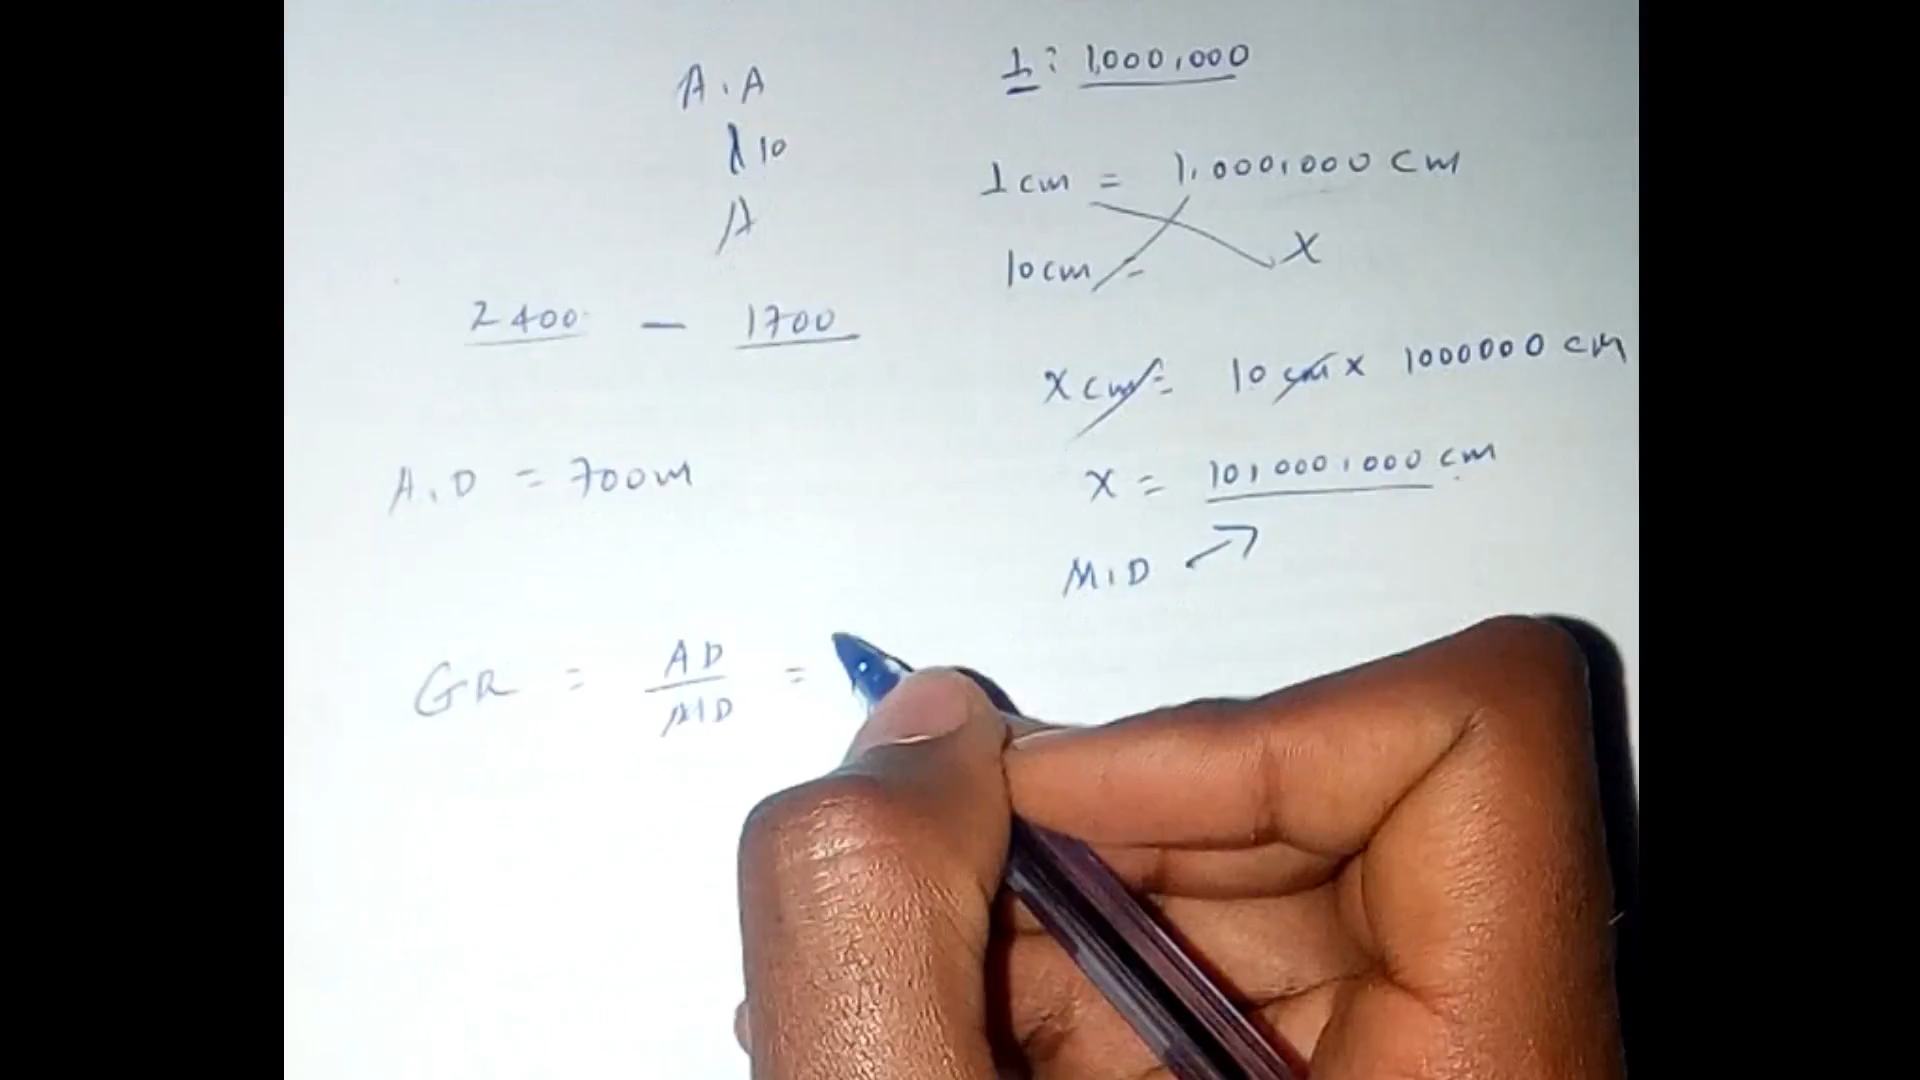 A.A
10
A
2400 - 1700
A.D = 700m
GR = AD/MD =
1: 1,000,000
1cm = 1,000,000 cm
10cm = X
X cm = 10 cm x 1000000 cm
X = 10,000,000 cm
M.D